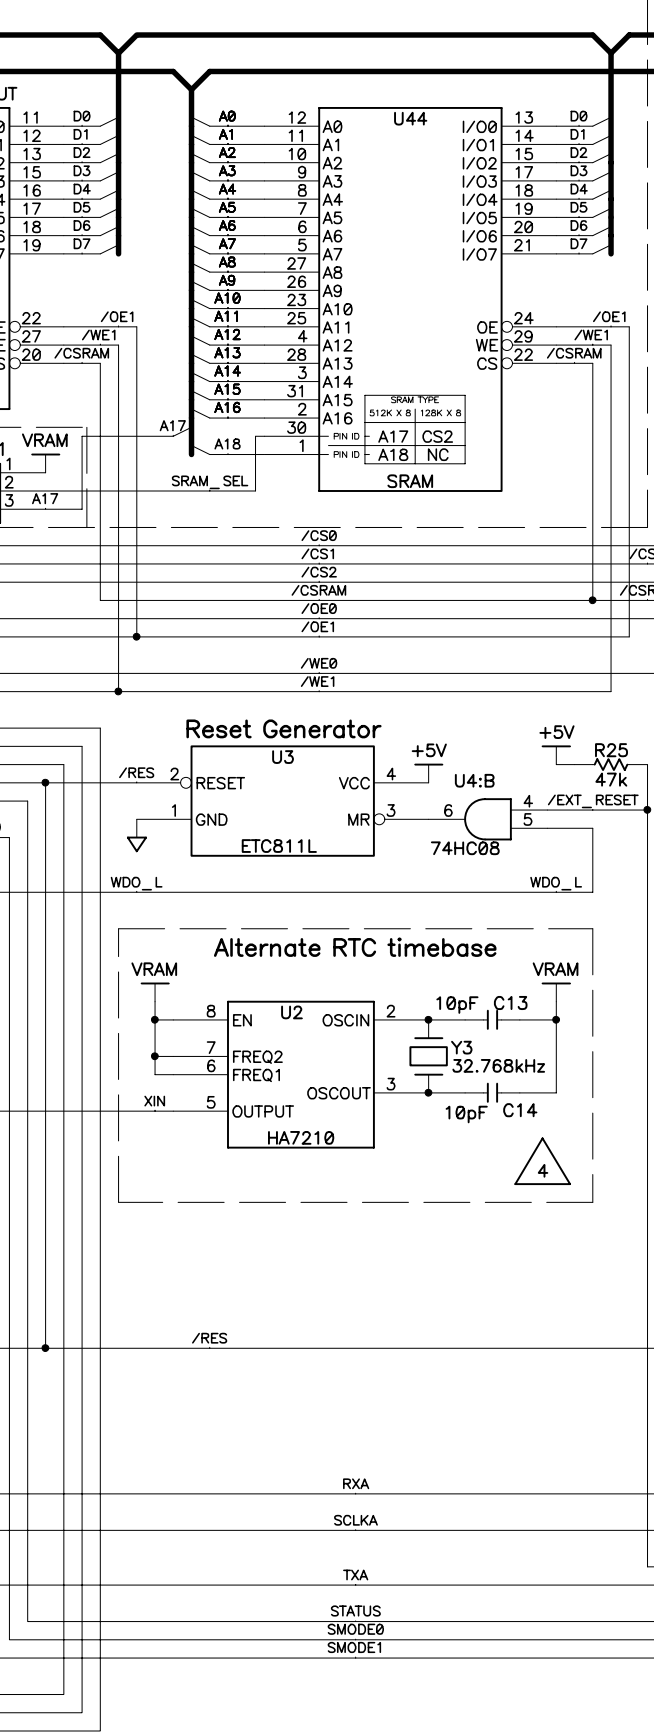 UT
11 D0
12 D1
13 D2
15 D3
16 D4
17 D5
18 D6
19 D7
22 /OE1
27 /WE1
20 /CSRAM
VRAM
1
2
3 A17
A17
SRAM_SEL
A0 12 A0
A1 11 A1
A2 10 A2
A3 9 A3
A4 8 A4
A5 7 A5
A6 6 A6
A7 5 A7
A8 27 A8
A9 26 A9
A10 23 A10
A11 25 A11
A12 4 A12
A13 28 A13
A14 3 A14
A15 31 A15
A16 2 A16
30 PIN ID A17 CS2
A18 1 PIN ID A18 NC
SRAM TYPE
512K X 8 128K X 8
U44
SRAM
I/O0 13 D0
I/O1 14 D1
I/O2 15 D2
I/O3 17 D3
I/O4 18 D4
I/O5 19 D5
I/O6 20 D6
I/O7 21 D7
OE 24 /OE1
WE 29 /WE1
CS 22 /CSRAM
/CS0
/CS1 /CS
/CS2
/CSRAM /CSR
/OE0
/OE1
/WE0
/WE1
Reset Generator
U3
/RES 2 RESET VCC 4 +5V
1 GND MR 3
ETC811L
U4:B
6 4 /EXT_RESET
5
74HC08
+5V
R25
47k
WDO_L WDO_L
Alternate RTC timebase
VRAM VRAM
U2
8 EN OSCIN 2
7 FREQ2
6 FREQ1
OSCOUT 3
XIN 5 OUTPUT
HA7210
10pF C13
Y3
32.768kHz
10pF C14
4
/RES
RXA
SCLKA
TXA
STATUS
SMODE0
SMODE1